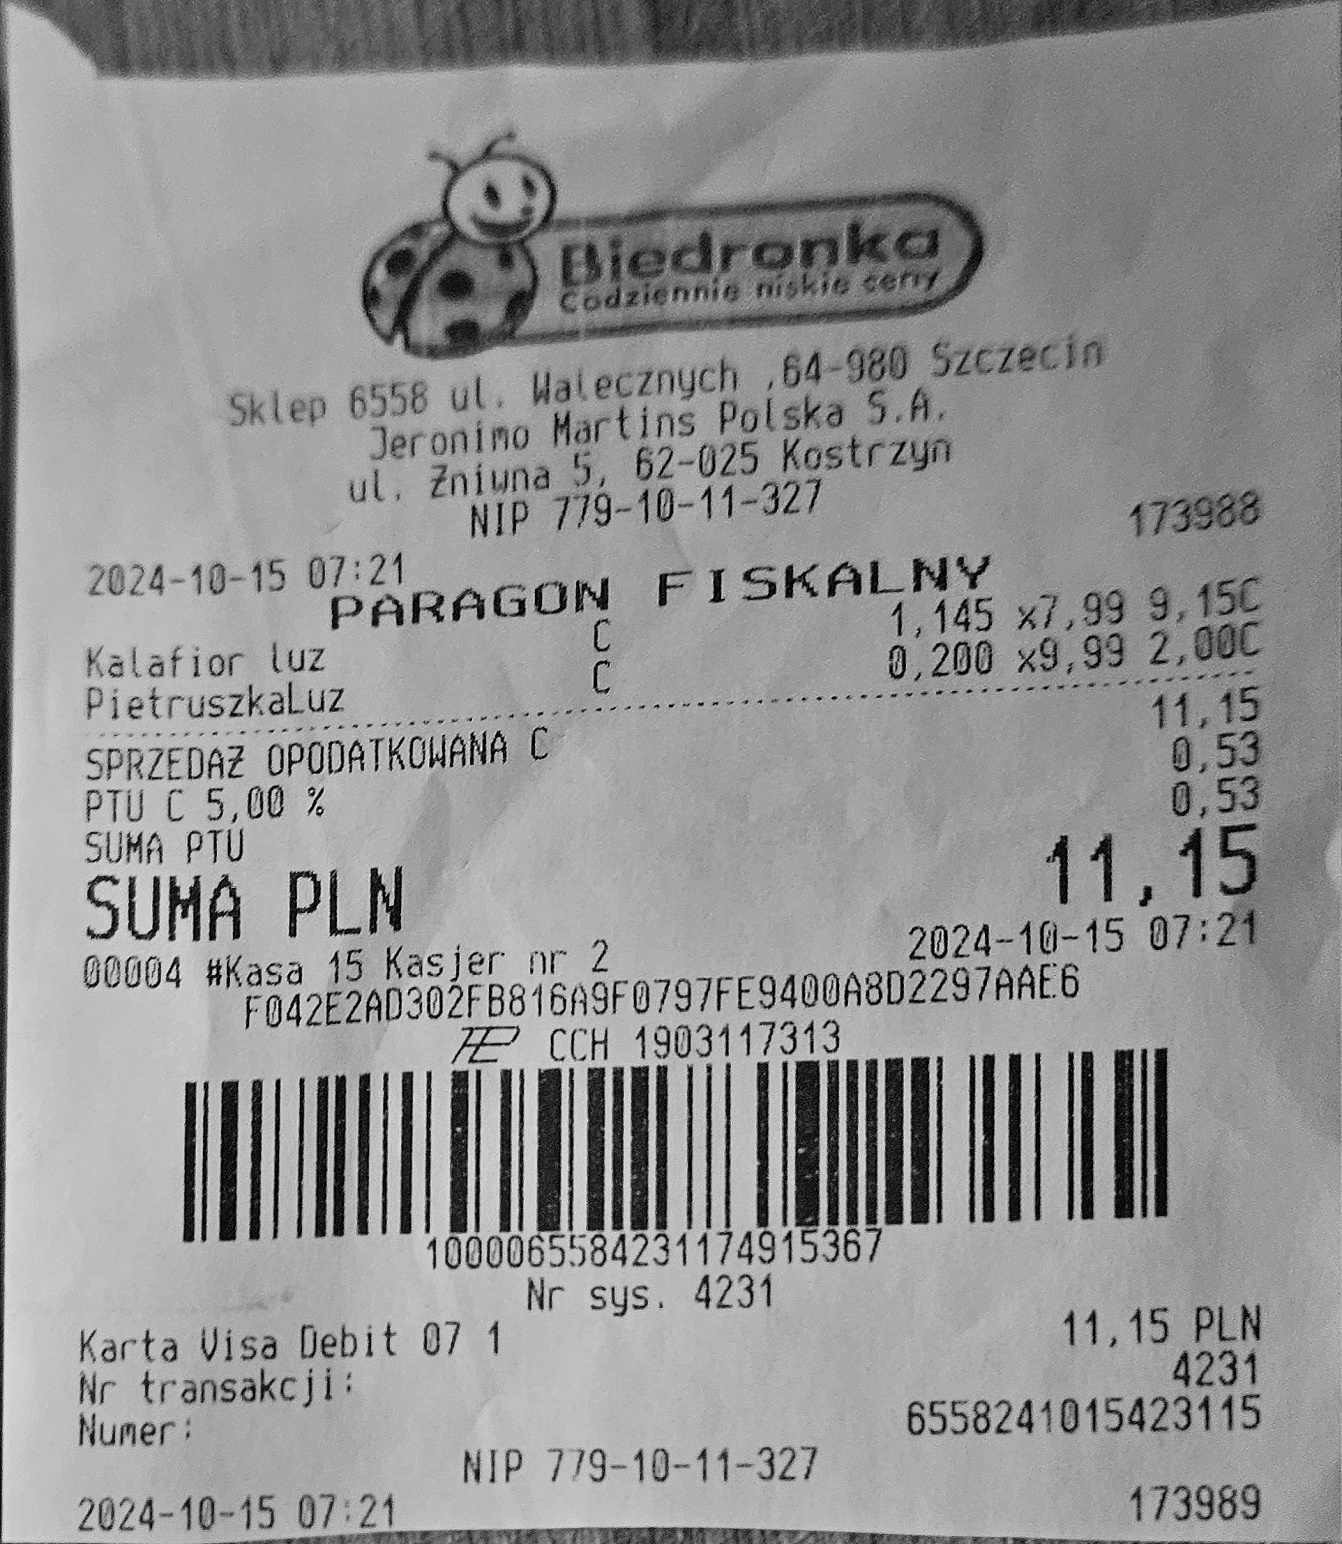 Biedronka
Codziennie niskie ceny
Sklep 6558 ul. Walecznych ,64-980 Szczecin
Jeronimo Martins Polska S.A.
ul. Żniwna 5, 62-025 Kostrzyn
NIP 779-10-11-327
2024-10-15 07:21 173988
PARAGON FISKALNY
Kalafior luz C 1,145 x7,99 9,15C
PietruszkaLuz C 0,200 x9,99 2,00C
SPRZEDAŻ OPODATKOWANA C 11,15
PTU C 5,00 % 0,53
SUMA PTU 0,53
SUMA PLN 11,15
00004 #Kasa 15 Kasjer nr 2 2024-10-15 07:21
F042E2AD302FB816A9F0797FE9400A8D2297AAE6
CCH 1903117313
1000065584231174915367
Nr sys. 4231
Karta Visa Debit 07 1 11,15 PLN
Nr transakcji: 4231
Numer: 6558241015423115
NIP 779-10-11-327
2024-10-15 07:21 173989